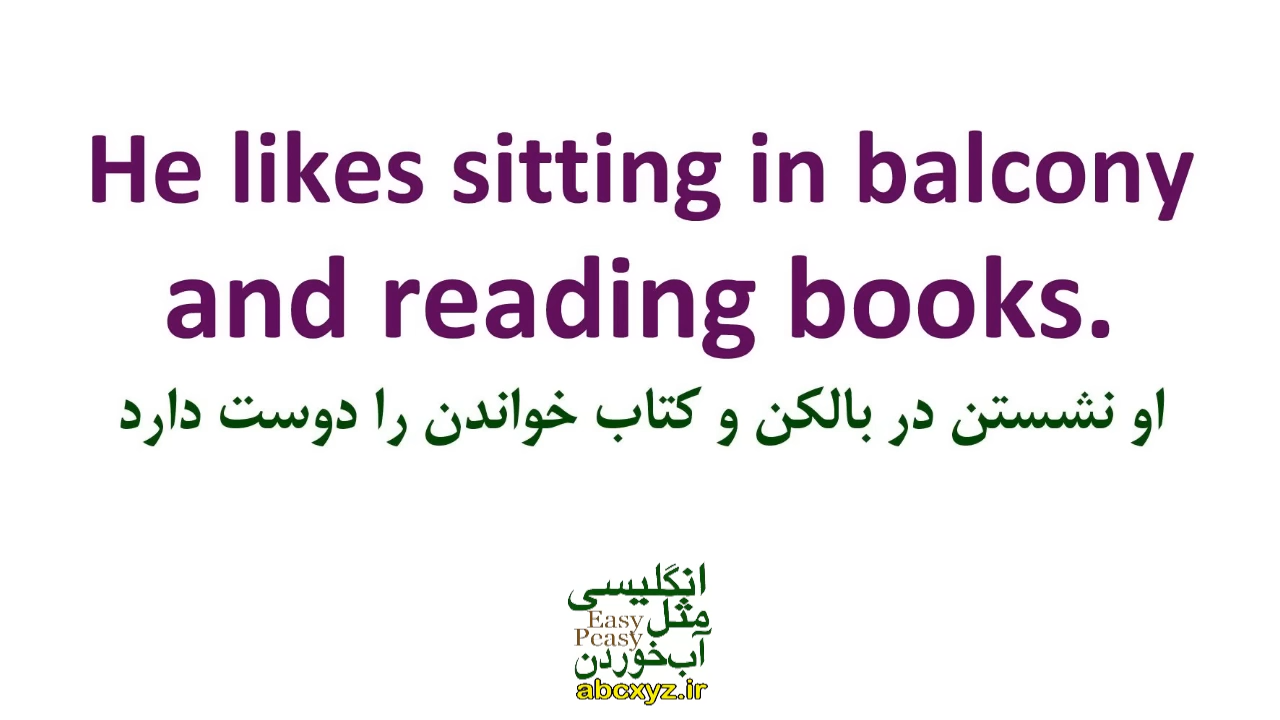 He likes sitting in balcony
and reading books.
او نشستن در بالکن و کتاب خواندن را دوست دارد
انگلیسی
مثل
Easy
Peasy
آب‌خوردن
abcxyz.ir